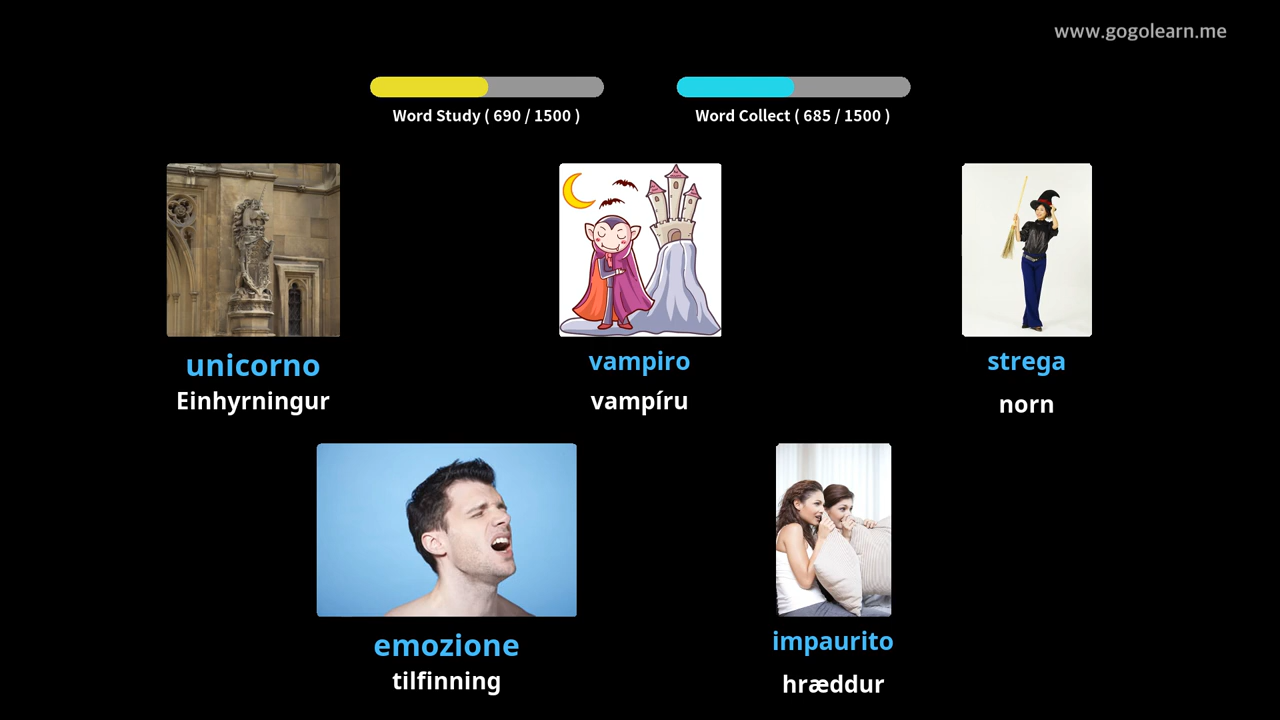 www.gogolearn.me
Word Study ( 690 / 1500 )
Word Collect ( 685 / 1500 )
unicorno
Einhyrningur
vampiro
vampíru
strega
norn
emozione
tilfinning
impaurito
hræddur